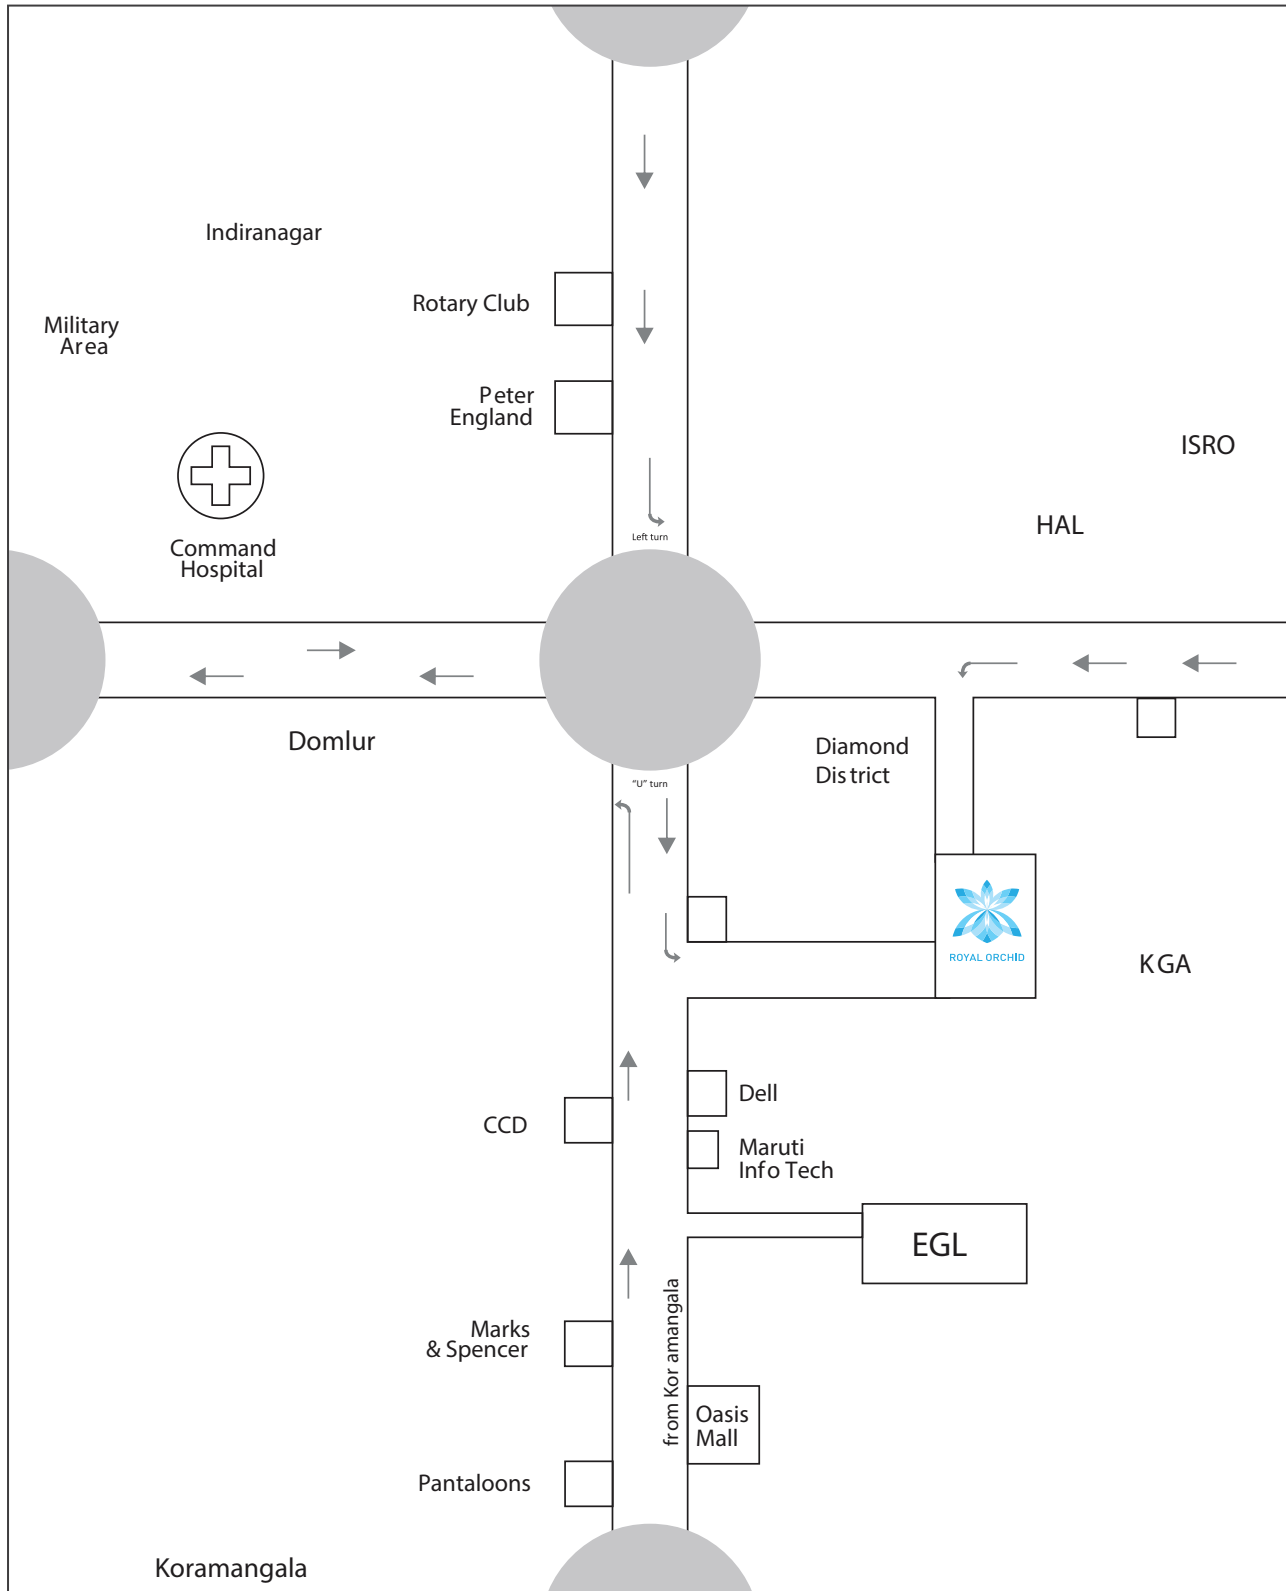 Indiranagar
Rotary Club
Military
Area
Peter
England
ISRO
HAL
Left turn
Command
Hospital
Domlur
Diamond
District
"U" turn
ROYAL ORCHID
KGA
Dell
CCD
Maruti
Info Tech
EGL
from Koramangala
Marks
& Spencer
Oasis
Mall
Pantaloons
Koramangala